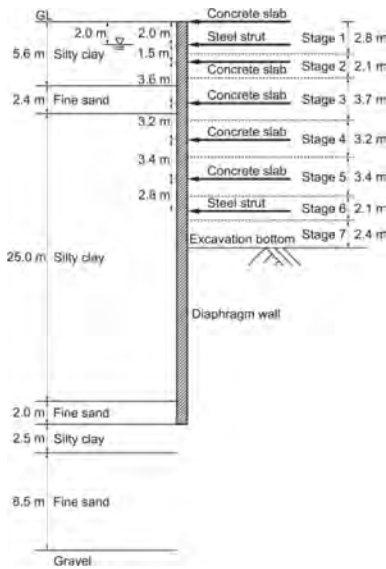 GL
Concrete slab
2.0 m
2.0 m
Steel strut
Stage 1
2.8 m
5.6 m
Silty clay
1.5 m
Stage 2
2.1 m
Concrete slab
3.6 m
2.4 m
Fine sand
Concrete slab
Stage 3
3.7 m
3.2 m
Concrete slab
Stage 4
3.2 m
3.4 m
Concrete slab
Stage 5
3.4 m
2.8 m
Steel strut
Stage 6
2.1 m
Excavation bottom
Stage 7
2.4 m
25.0 m
Silty clay
Diaphragm wall
2.0 m
Fine sand
2.5 m
Silty clay
8.5 m
Fine sand
Gravel